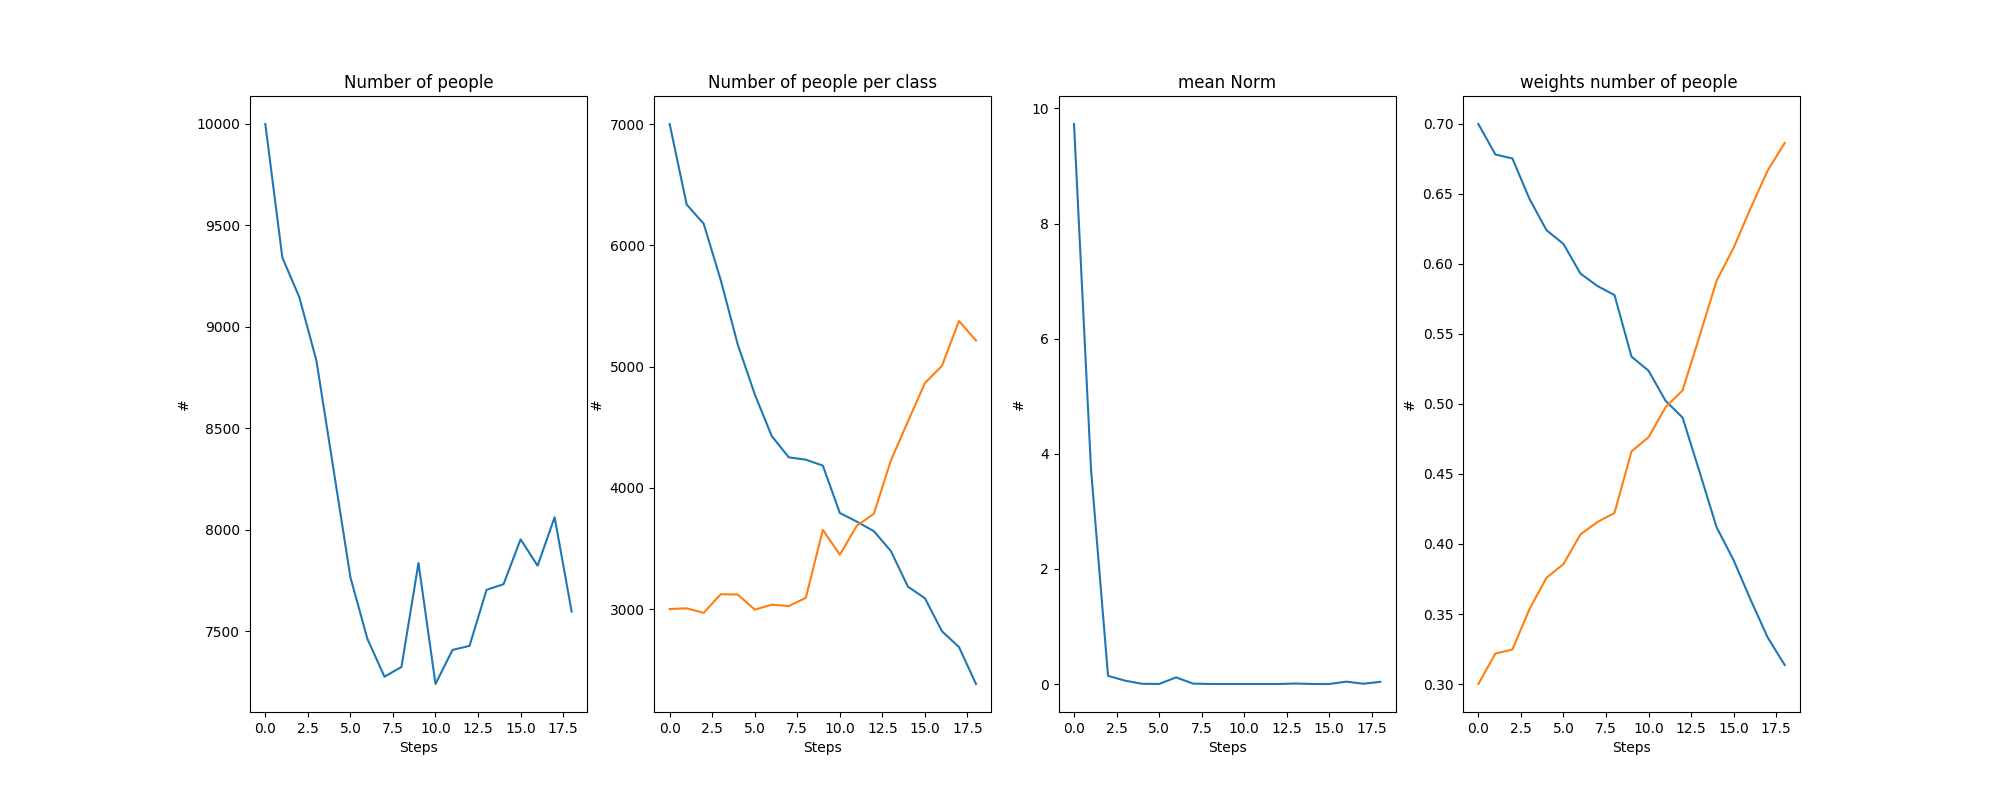 Number of people
10000
9500
9000
8500
8000
7500
#
0.0 2.5 5.0 7.5 10.0 12.5 15.0 17.5
Steps
Number of people per class
7000
6000
5000
4000
3000
#
0.0 2.5 5.0 7.5 10.0 12.5 15.0 17.5
Steps
mean Norm
10
8
6
4
2
0
#
0.0 2.5 5.0 7.5 10.0 12.5 15.0 17.5
Steps
weights number of people
0.70
0.65
0.60
0.55
0.50
0.45
0.40
0.35
0.30
#
0.0 2.5 5.0 7.5 10.0 12.5 15.0 17.5
Steps